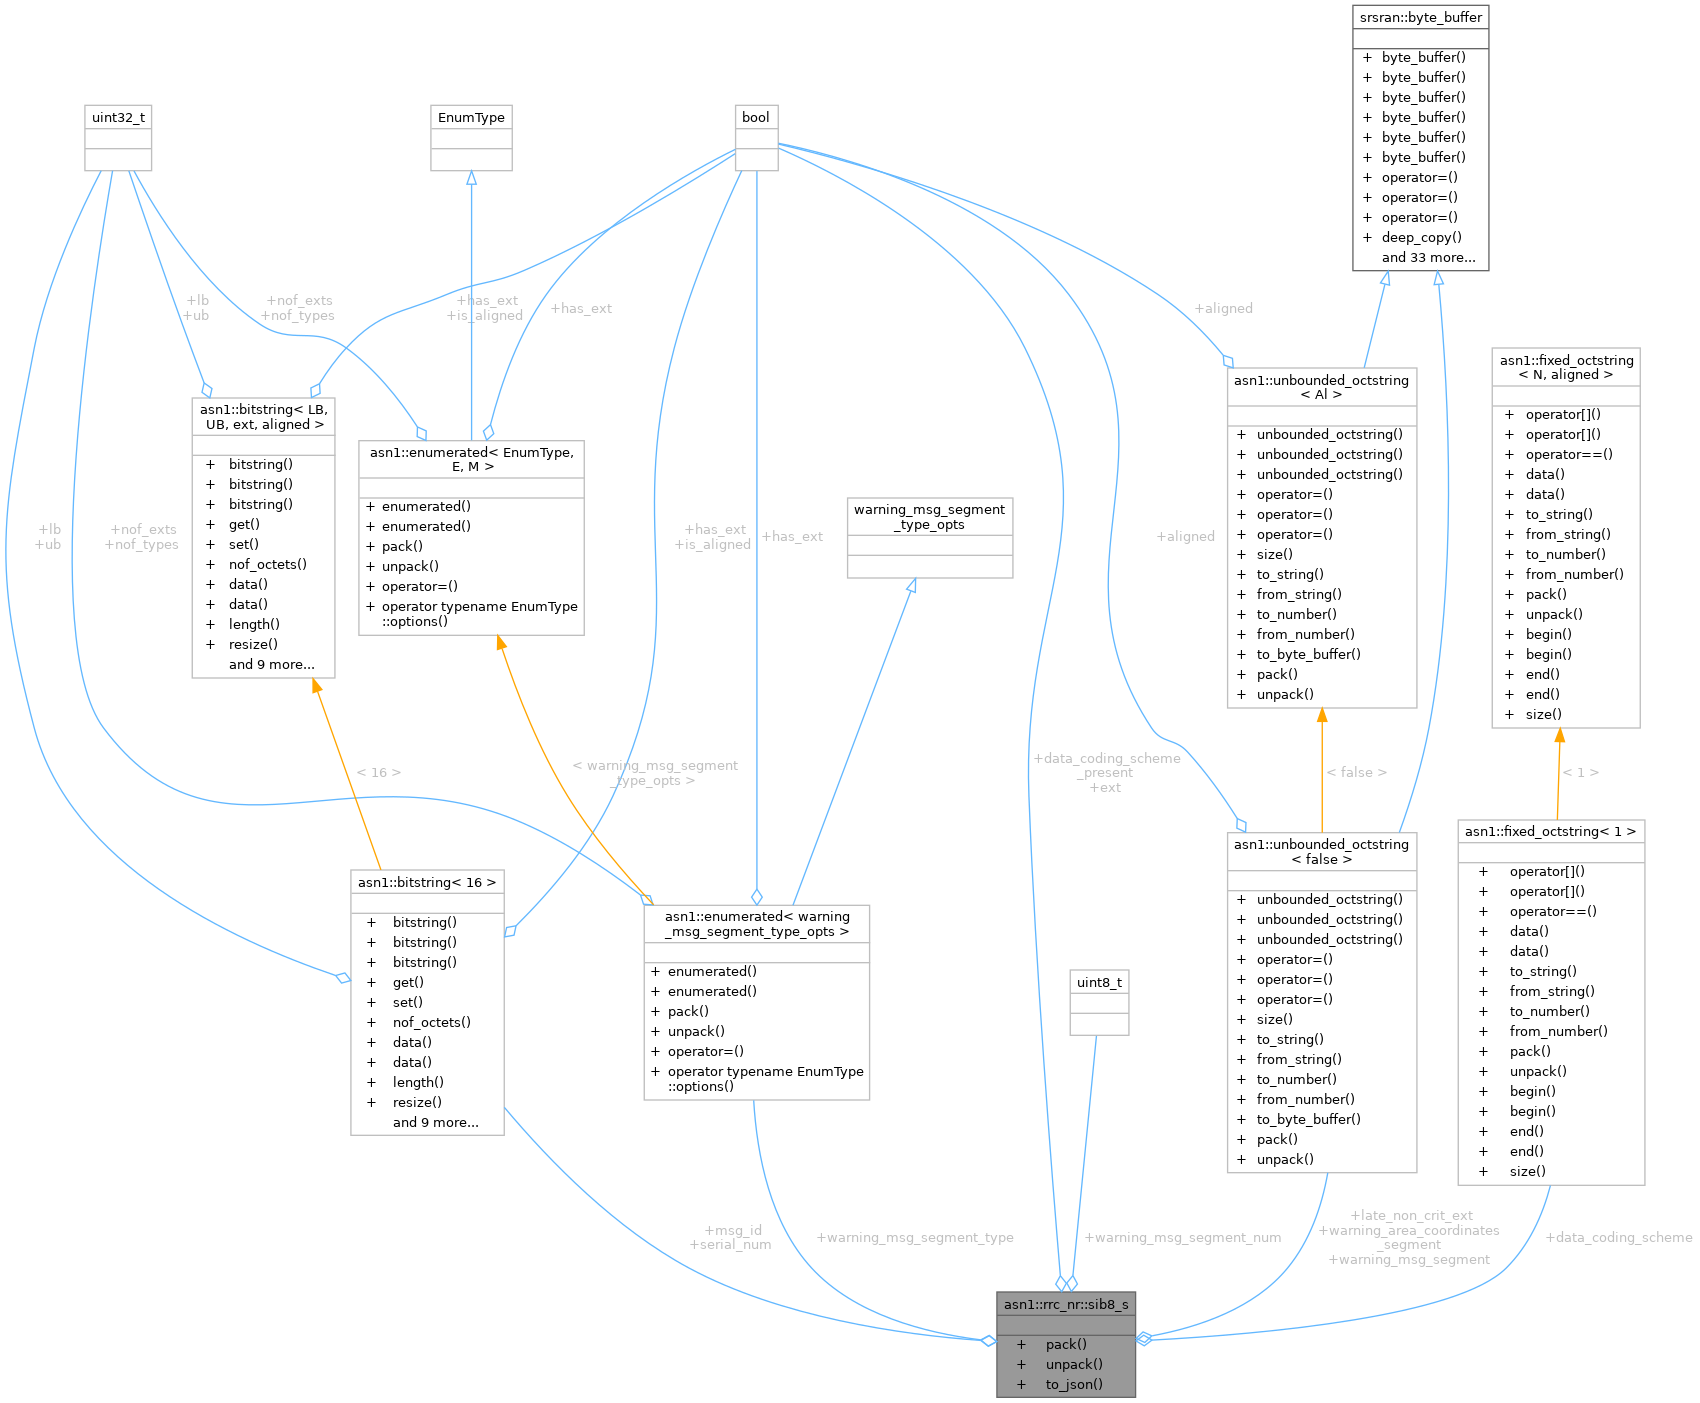 srsran::byte_buffer
+ byte_buffer()
+ byte_buffer()
+ byte_buffer()
+ byte_buffer()
+ byte_buffer()
+ byte_buffer()
+ operator=()
+ operator=()
+ operator=()
+ deep_copy()
and 33 more...
uint32_t
EnumType
bool
+lb
+ub
+nof_exts
+nof_types
+has_ext
+is_aligned
+has_ext
+aligned
asn1::bitstring< LB,
UB, ext, aligned >
+ bitstring()
+ bitstring()
+ bitstring()
+ get()
+ set()
+ nof_octets()
+ data()
+ data()
+ length()
+ resize()
and 9 more...
asn1::enumerated< EnumType,
E, M >
+ enumerated()
+ enumerated()
+ pack()
+ unpack()
+ operator=()
+ operator typename EnumType
::options()
asn1::unbounded_octstring
< Al >
+ unbounded_octstring()
+ unbounded_octstring()
+ unbounded_octstring()
+ operator=()
+ operator=()
+ operator=()
+ size()
+ to_string()
+ from_string()
+ to_number()
+ from_number()
+ to_byte_buffer()
+ pack()
+ unpack()
asn1::fixed_octstring
< N, aligned >
+ operator[]()
+ operator[]()
+ operator==()
+ data()
+ data()
+ to_string()
+ from_string()
+ to_number()
+ from_number()
+ pack()
+ unpack()
+ begin()
+ begin()
+ end()
+ end()
+ size()
warning_msg_segment
_type_opts
+lb
+ub
+nof_exts
+nof_types
+has_ext
+is_aligned
+has_ext
+aligned
< 16 >
< warning_msg_segment
_type_opts >
+data_coding_scheme
_present
+ext
< false >
< 1 >
asn1::bitstring< 16 >
+ bitstring()
+ bitstring()
+ bitstring()
+ get()
+ set()
+ nof_octets()
+ data()
+ data()
+ length()
+ resize()
and 9 more...
asn1::enumerated< warning
_msg_segment_type_opts >
+ enumerated()
+ enumerated()
+ pack()
+ unpack()
+ operator=()
+ operator typename EnumType
::options()
uint8_t
asn1::unbounded_octstring
< false >
+ unbounded_octstring()
+ unbounded_octstring()
+ unbounded_octstring()
+ operator=()
+ operator=()
+ operator=()
+ size()
+ to_string()
+ from_string()
+ to_number()
+ from_number()
+ to_byte_buffer()
+ pack()
+ unpack()
asn1::fixed_octstring< 1 >
+ operator[]()
+ operator[]()
+ operator==()
+ data()
+ data()
+ to_string()
+ from_string()
+ to_number()
+ from_number()
+ pack()
+ unpack()
+ begin()
+ begin()
+ end()
+ end()
+ size()
+msg_id
+serial_num
+warning_msg_segment_type
+warning_msg_segment_num
+late_non_crit_ext
+warning_area_coordinates
_segment
+warning_msg_segment
+data_coding_scheme
asn1::rrc_nr::sib8_s
+ pack()
+ unpack()
+ to_json()